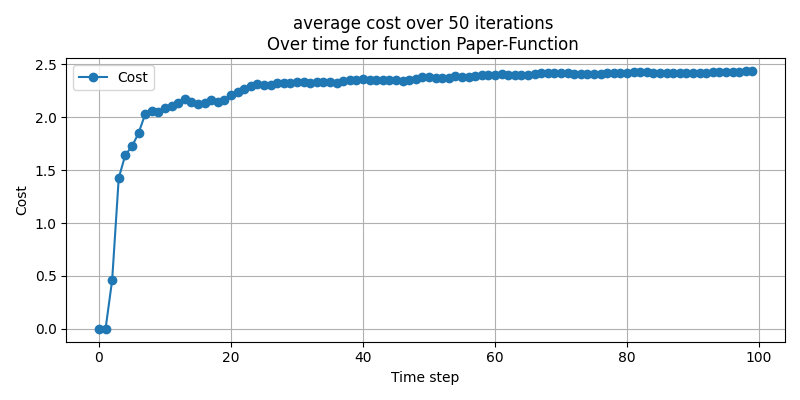 average cost over 50 iterations
Over time for function Paper-Function
Cost
2.5
2.0
1.5
1.0
0.5
0.0
Cost
0
20
40
60
80
100
Time step